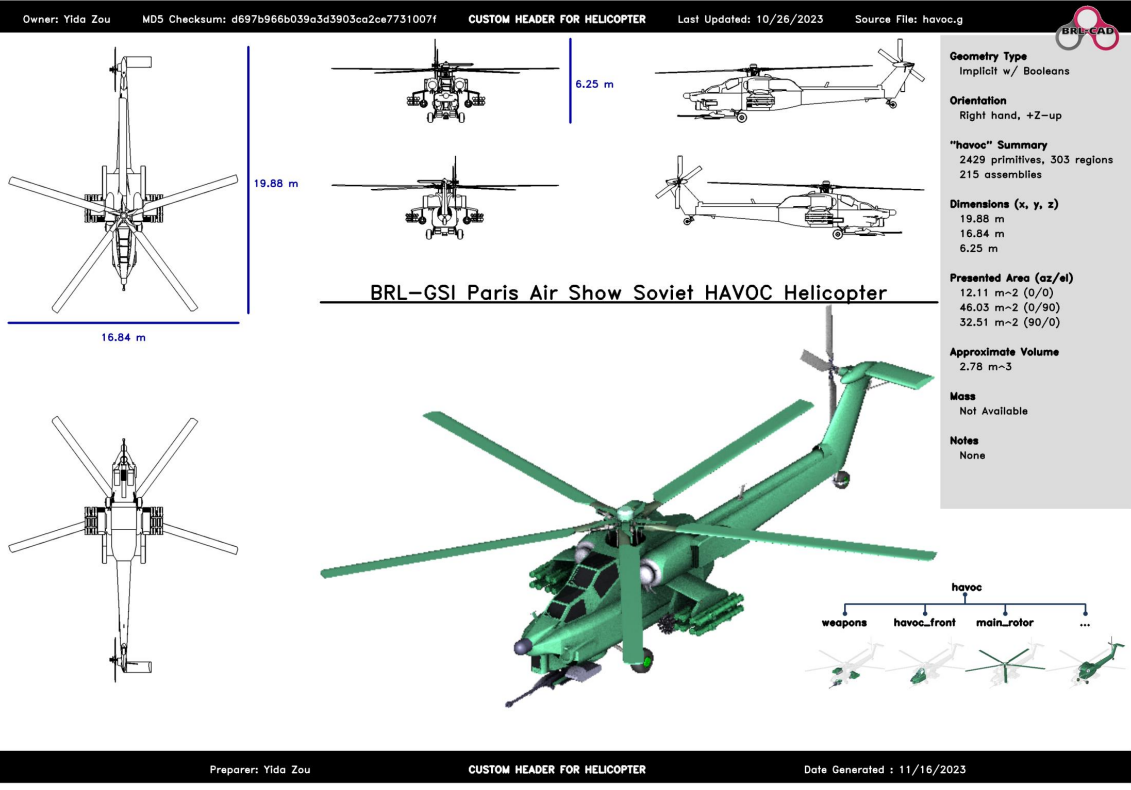 Owner: Yida Zou MD5 Checksum: d697b966b039a3d3903ca2ce7731007f CUSTOM HEADER FOR HELICOPTER Last Updated: 10/26/2023 Source File: havoc.g
BRL-CAD
19.88 m
16.84 m
6.25 m
BRL-GSI Paris Air Show Soviet HAVOC Helicopter
Geometry Type
Implicit w/ Booleans
Orientation
Right hand, +Z-up
"havoc" Summary
2429 primitives, 303 regions
215 assemblies
Dimensions (x, y, z)
19.88 m
16.84 m
6.25 m
Presented Area (az/el)
12.11 m^2 (0/0)
46.03 m^2 (0/90)
32.51 m^2 (90/0)
Approximate Volume
2.78 m^3
Mass
Not Available
Notes
None
havoc
weapons havoc_front main_rotor ...
Preparer: Yida Zou CUSTOM HEADER FOR HELICOPTER Date Generated : 11/16/2023